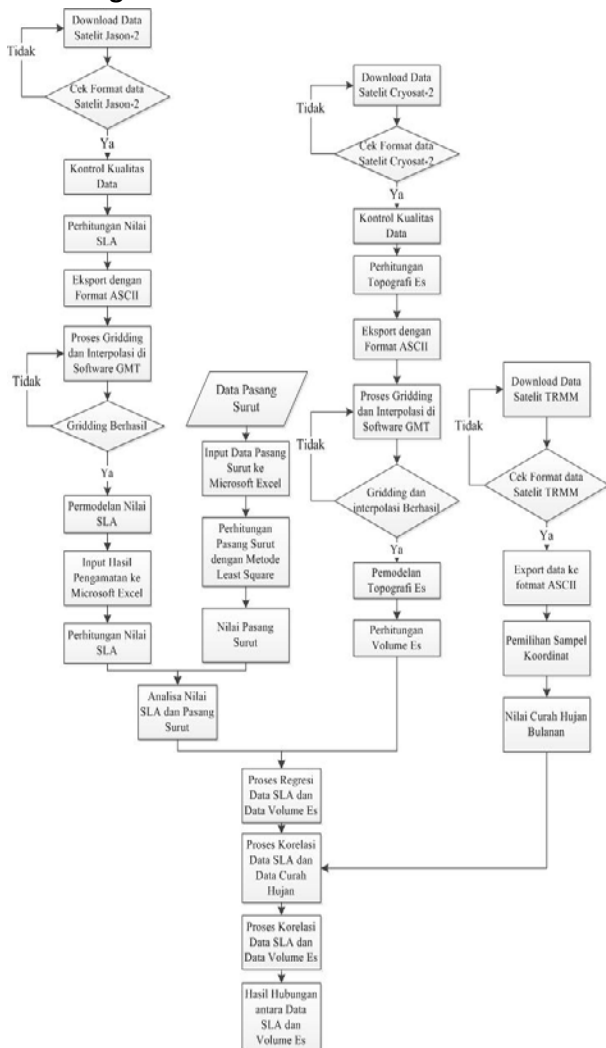 Download Data
Satelit Jason-2
Tidak
Cek Format data
Satelit Jason-2
Ya
Kontrol Kualitas
Data
Perhitungan Nilai
SLA
Eksport dengan
Format ASCII
Proses Gridding
dan Interpolasi di
Software GMT
Tidak
Gridding Berhasil
Ya
Permodelan Nilai
SLA
Input Hasil
Pengamatan ke
Microsoft Excel
Perhitungan Nilai
SLA
Data Pasang
Surut
Input Data Pasang
Surut ke
Microsoft Excel
Perhitungan
Pasang Surut
dengan Metode
Least Square
Nilai Pasang
Surut
Analisa Nilai
SLA dan Pasang
Surut
Download Data
Satelit Cryosat-2
Tidak
Cek Format data
Satelit Cryosat-2
Ya
Kontrol Kualitas
Data
Perhitungan
Topografi Es
Eksport dengan
Format ASCII
Proses Gridding
dan Interpolasi di
Software GMT
Tidak
Gridding dan
interpolasi Berhasil
Ya
Pemodelan
Topografi Es
Perhitungan
Volume Es
Download Data
Satelit TRMM
Tidak
Cek Format data
Satelit TRMM
Ya
Export data ke
fotmat ASCII
Pemilihan Sampel
Koordinat
Nilai Curah Hujan
Bulanan
Proses Regresi
Data SLA dan
Data Volume Es
Proses Korelasi
Data SLA dan
Data Curah
Hujan
Proses Korelasi
Data SLA dan
Data Volume Es
Hasil Hubungan
antara Data
SLA dan
Volume Es